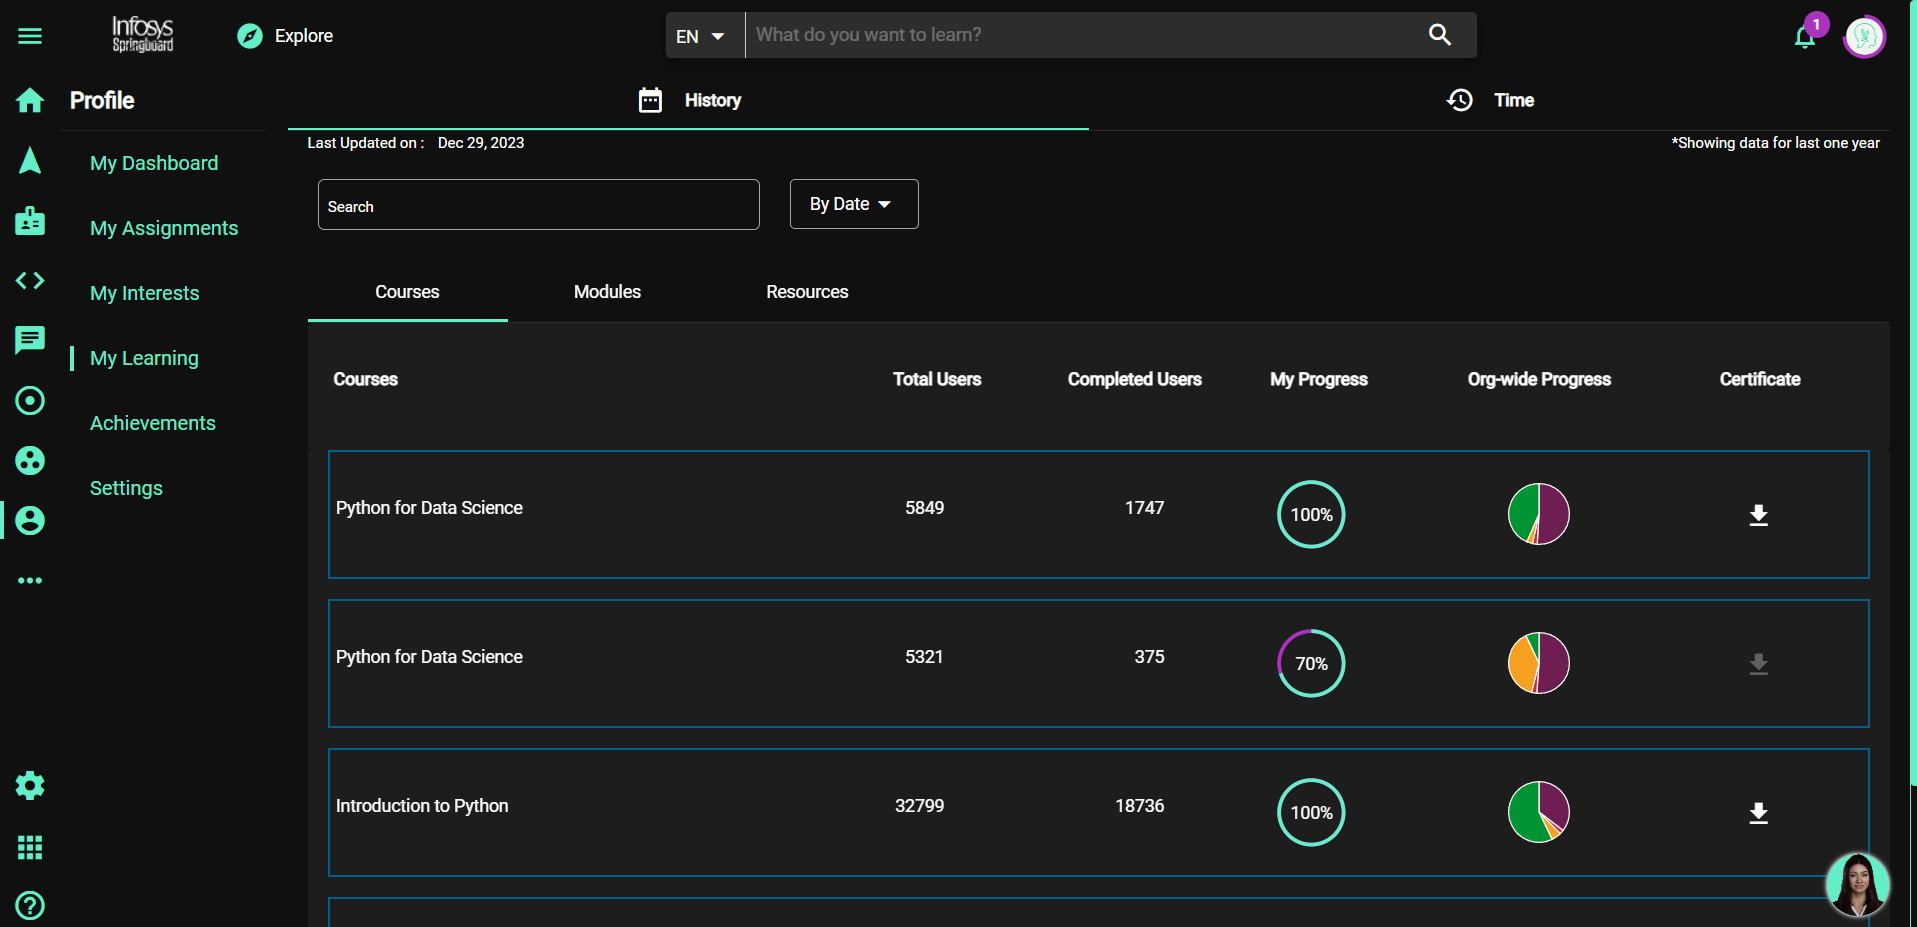 Infosys
Springboard
Explore
EN
What do you want to learn?
1
Profile
History
Time
Last Updated on : Dec 29, 2023
*Showing data for last one year
My Dashboard
My Assignments
My Interests
My Learning
Achievements
Settings
Search
By Date
Courses Modules Resources
Courses Total Users Completed Users My Progress Org-wide Progress Certificate
Python for Data Science 5849 1747 100%
Python for Data Science 5321 375 70%
Introduction to Python 32799 18736 100%